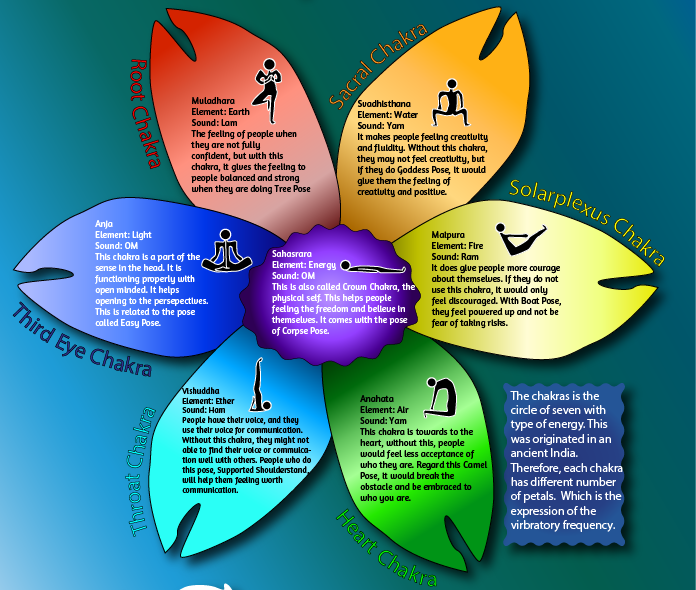 Root Chakra
Muladhara
Element: Earth
Sound: Lam
The feeling of people when
they are not fully
confident, but with this
chakra, it gives the feeling to
people balanced and strong
when they are doing Tree Pose
Sacral Chakra
Svadhisthana
Element: Water
Sound: Yam
It makes people feeling creativity
and fluidity. Without this chakra,
they may not feel creativity, but
if they do Goddess Pose, it would
give them the feeling of
creativity and positive.
Solarplexus Chakra
Maipura
Element: Fire
Sound: Ram
It does give people more courage
about themselves. If they do not
use this chakra, it would only
feel discouraged. With Boat Pose,
they feel powered up and not be
fear of taking risks.
Anja
Element: Light
Sound: OM
This chakra is a part of the
sense in the head. It is
functioning properly with
open minded. It helps
opening to the persepectives.
This is related to the pose
called Easy Pose.
Third Eye Chakra
Sahasrara
Element: Energy
Sound: OM
This is also called Crown Chakra, the
physical self. This helps people
feeling the freedom and believe in
themselves. It comes with the pose
of Corpse Pose.
Throat Chakra
Vishuddha
Element: Ether
Sound: Ham
People have their voice, and they
use their voice for communication.
Without this chakra, they might not
able to find their voice or communica-
tion well with others. People who do
this pose, Supported Shoulderstand,
will help them feeling worth
communication.
Heart Chakra
Anahata
Element: Air
Sound: Yam
This chakra is towards to the
heart, without this, people
would feel less acceptance of
who they are. Regard this Camel
Pose, it would break the
obstacle and be embraced to
who you are.
The chakras is the
circle of seven with
type of energy. This
was originated in an
ancient India.
Therefore, each chakra
has different number
of petals. Which is the
expression of the
virbratory frequency.